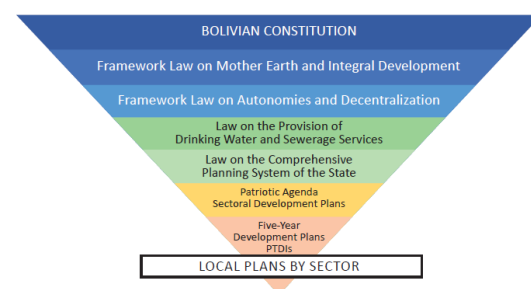 BOLIVIAN CONSTITUTION
Framework Law on Mother Earth and Integral Development
Framework Law on Autonomies and Decentralization
Law on the Provision of
Drinking Water and Sewerage Services
Law on the Comprehensive
Planning System of the State
Patriotic Agenda
Sectoral Development Plans
Five-Year
Development Plans
PTDIs
LOCAL PLANS BY SECTOR